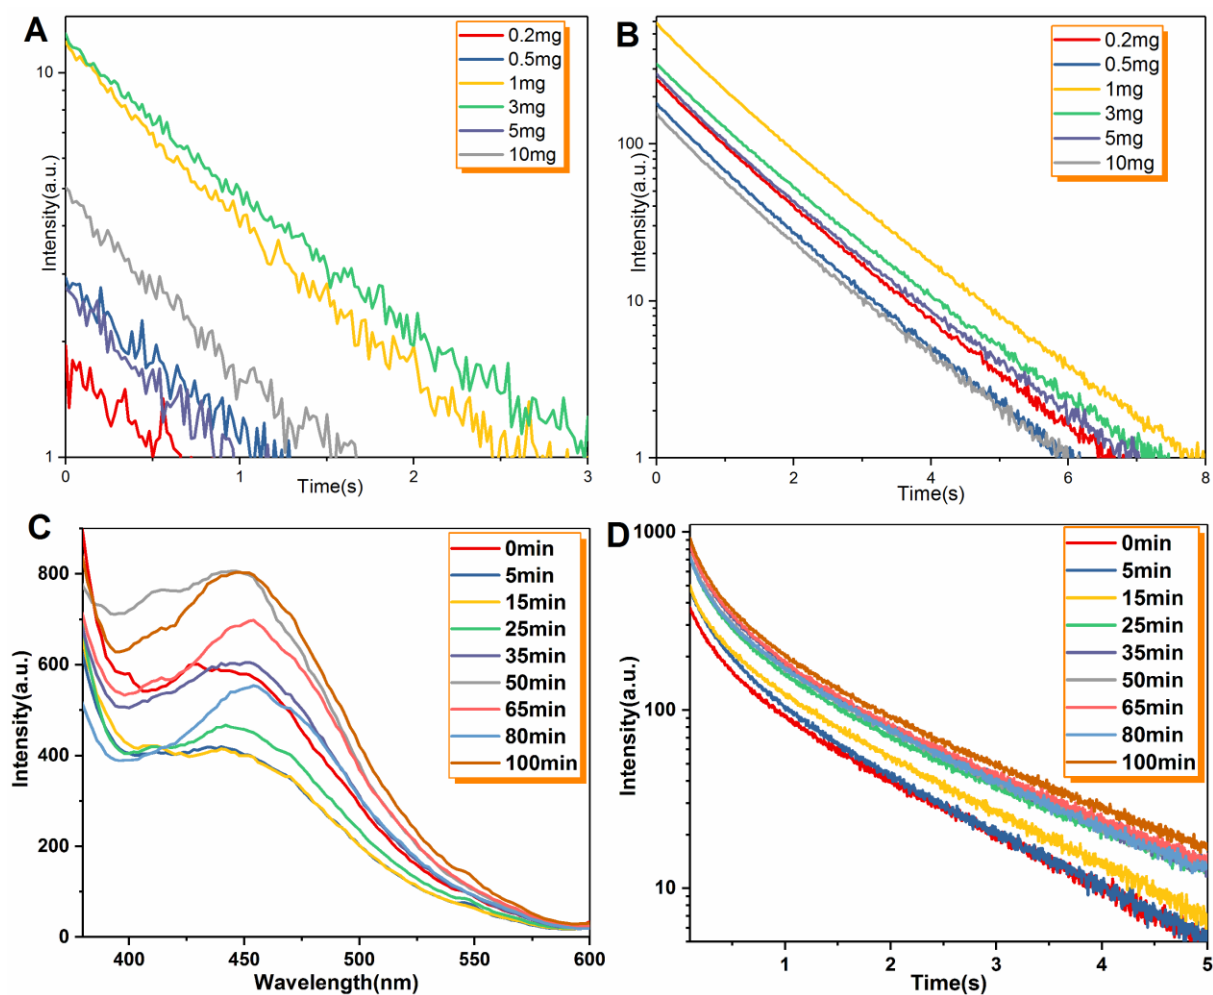 A
0.2mg
0.5mg
1mg
3mg
5mg
10mg
10
1
Intensity(a.u.)
0
1
2
3
Time(s)
B
0.2mg
0.5mg
1mg
3mg
5mg
10mg
100
10
1
Intensity(a.u.)
0
2
4
6
8
Time(s)
C
0min
5min
15min
25min
35min
50min
65min
80min
100min
800
600
400
200
0
Intensity(a.u.)
400
450
500
550
600
Wavelength(nm)
D
0min
5min
15min
25min
35min
50min
65min
80min
100min
1000
100
10
Intensity(a.u.)
1
2
3
4
5
Time(s)